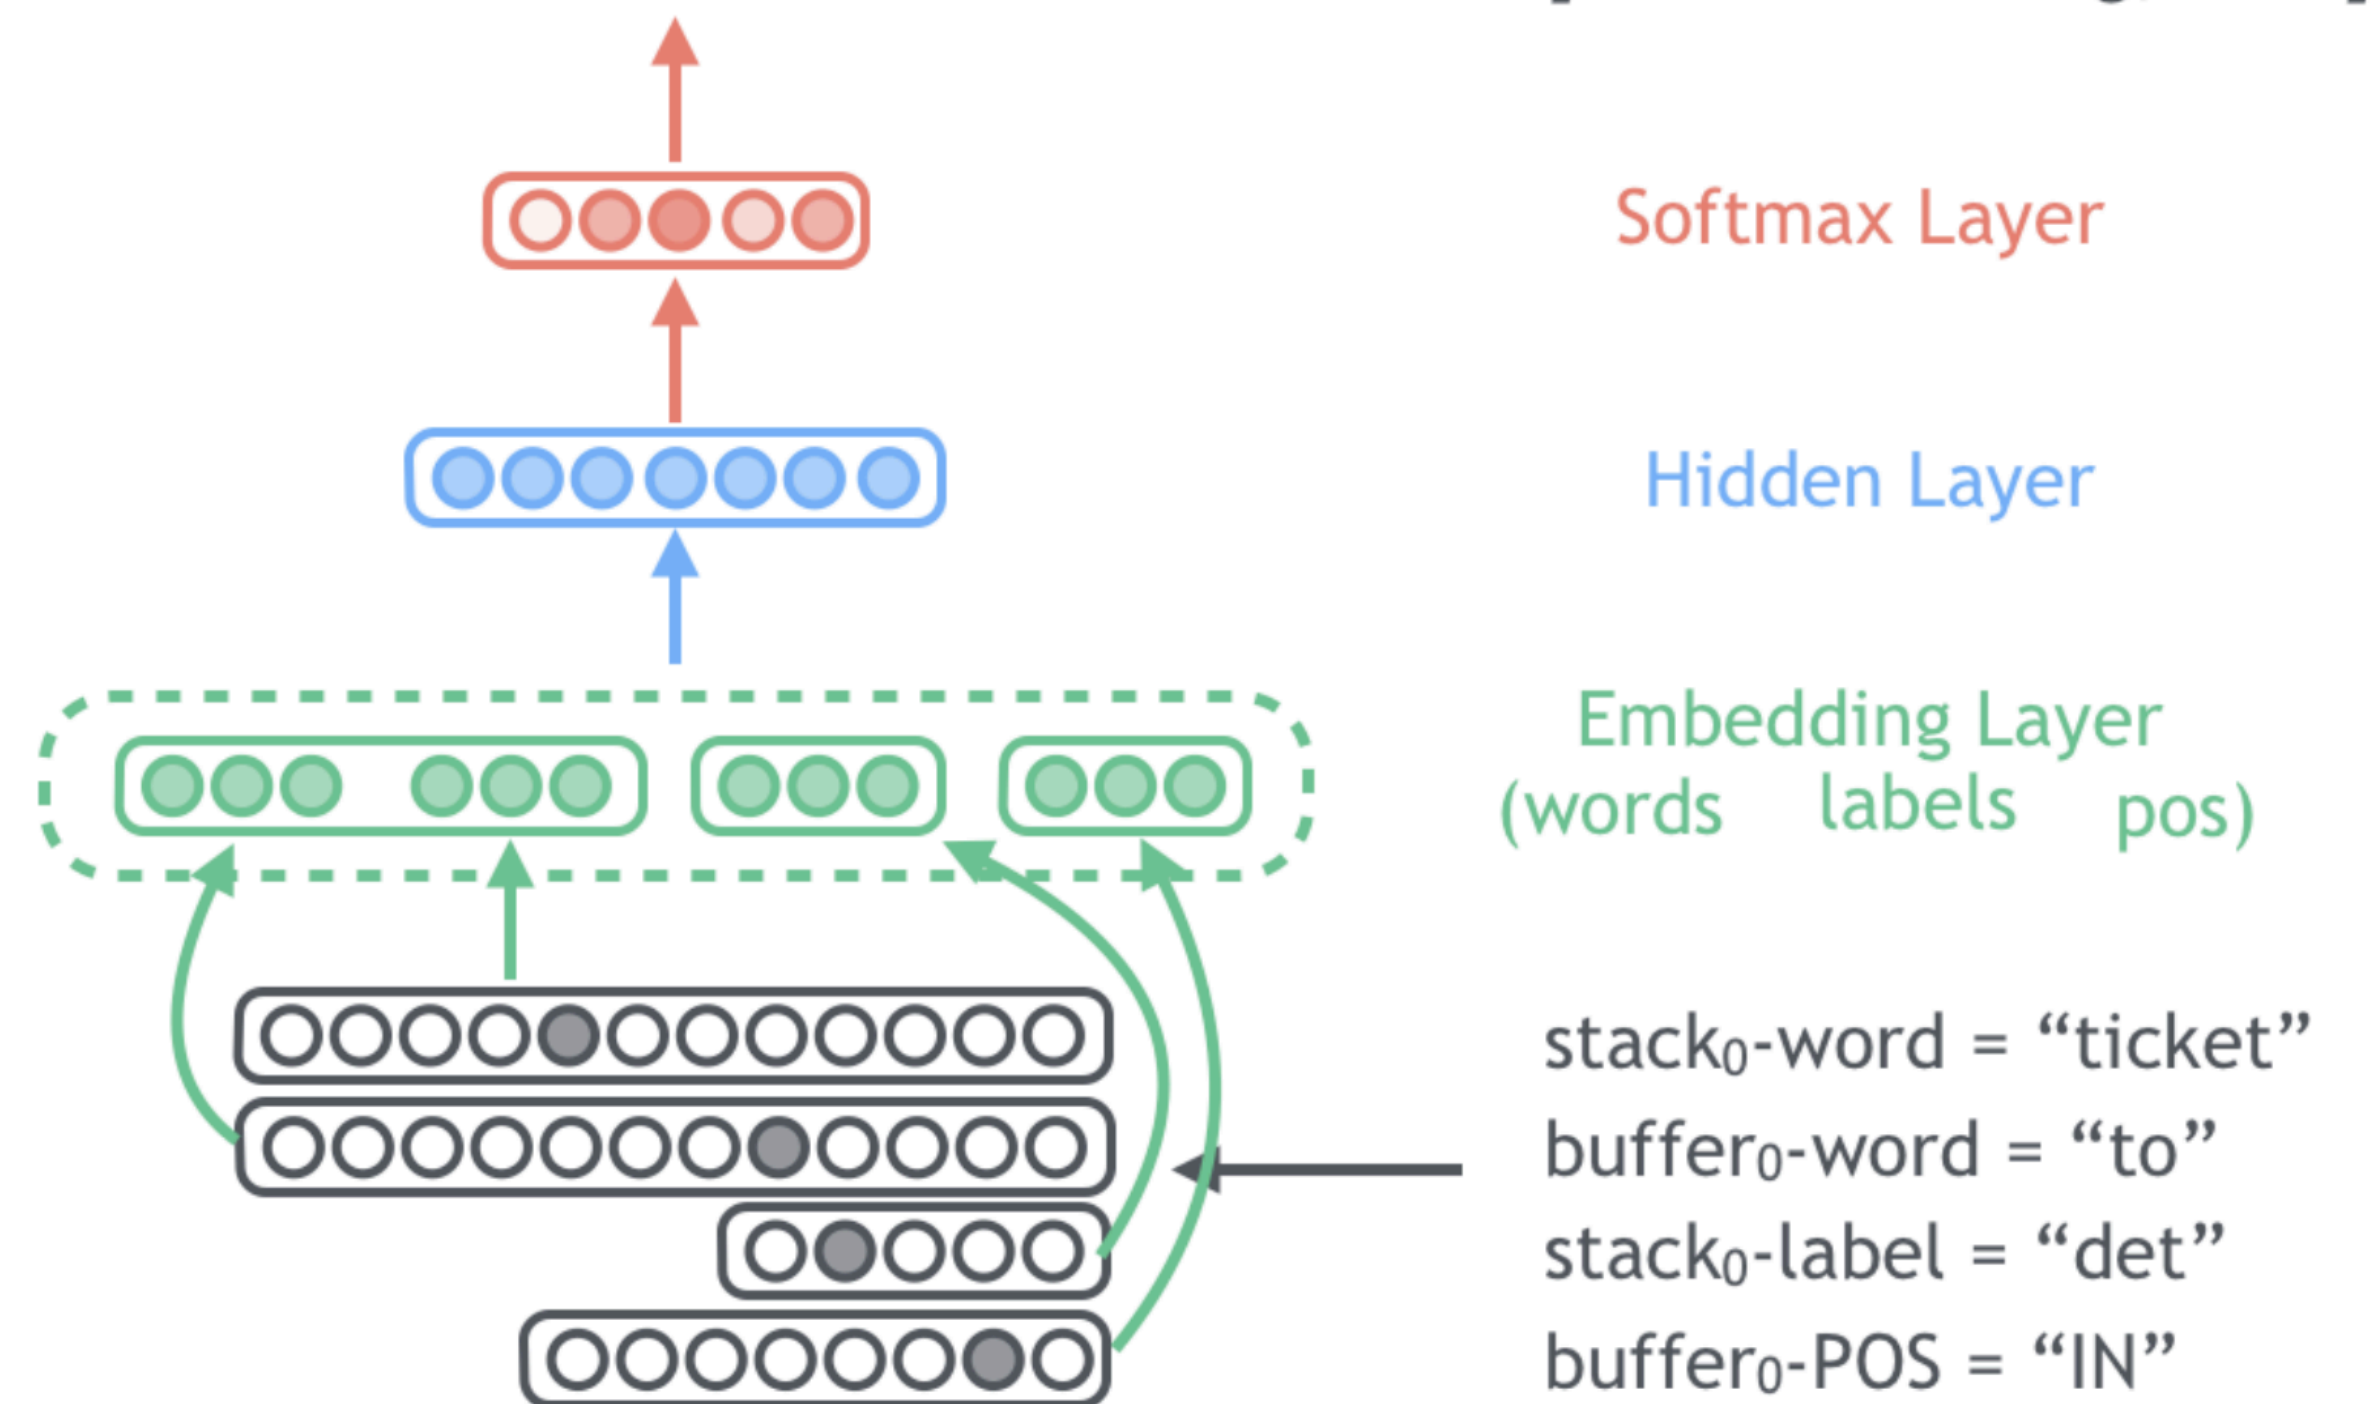 Softmax Layer
Hidden Layer
Embedding Layer
(words labels pos)
stack₀-word = “ticket”
buffer₀-word = “to”
stack₀-label = “det”
buffer₀-POS = “IN”